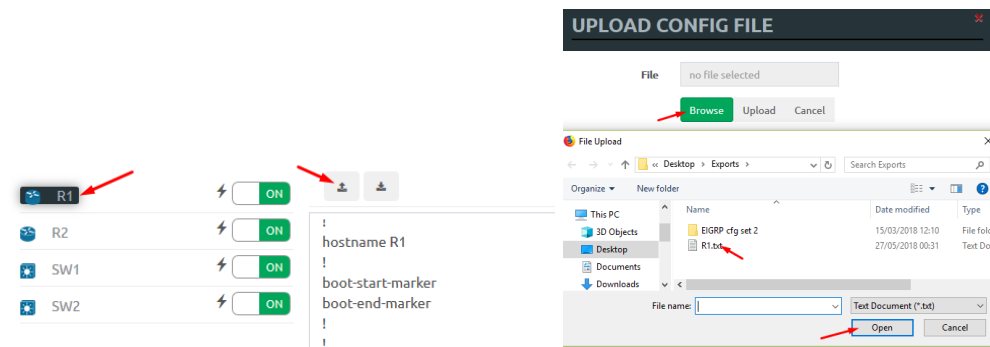 R1
ON
R2
ON
SW1
ON
SW2
ON
!
hostname R1
!
boot-start-marker
boot-end-marker
!
!
UPLOAD CONFIG FILE
File
no file selected
Browse
Upload
Cancel
File Upload
« Desktop › Exports ›
Search Exports
Organize
New folder
This PC
3D Objects
Desktop
Documents
Downloads
Name
Date modified
Type
EIGRP cfg set 2
15/03/2018 12:10
File fold
R1.txt
27/05/2018 00:31
Text Do
File name:
Text Document (*.txt)
Open
Cancel